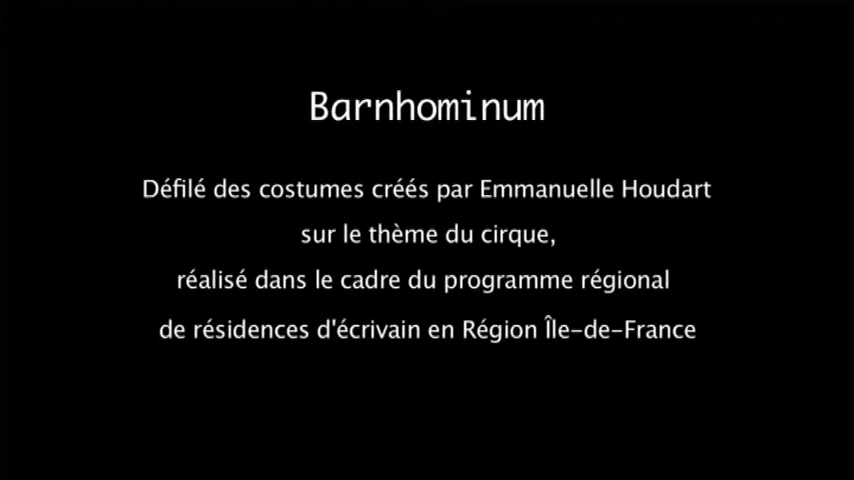 Barnhominum
Défilé des costumes créés par Emmanuelle Houdart
sur le thème du cirque,
réalisé dans le cadre du programme régional
de résidences d'écrivain en Région Île-de-France